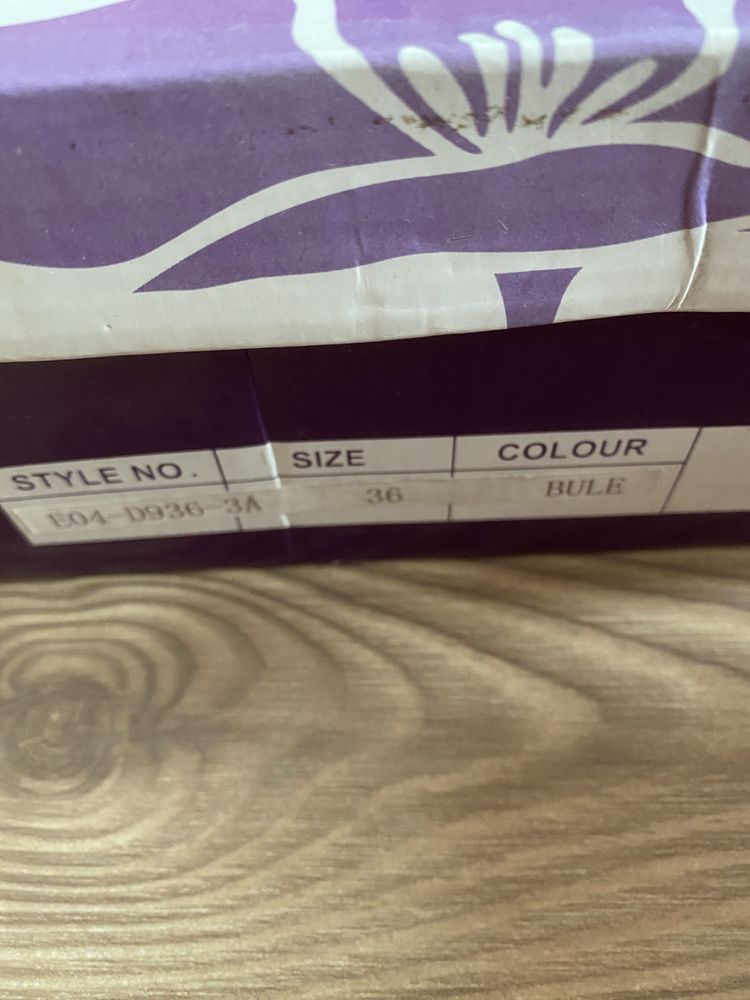 STYLE NO. SIZE COLOUR
E04-D936-3A 36 BULE